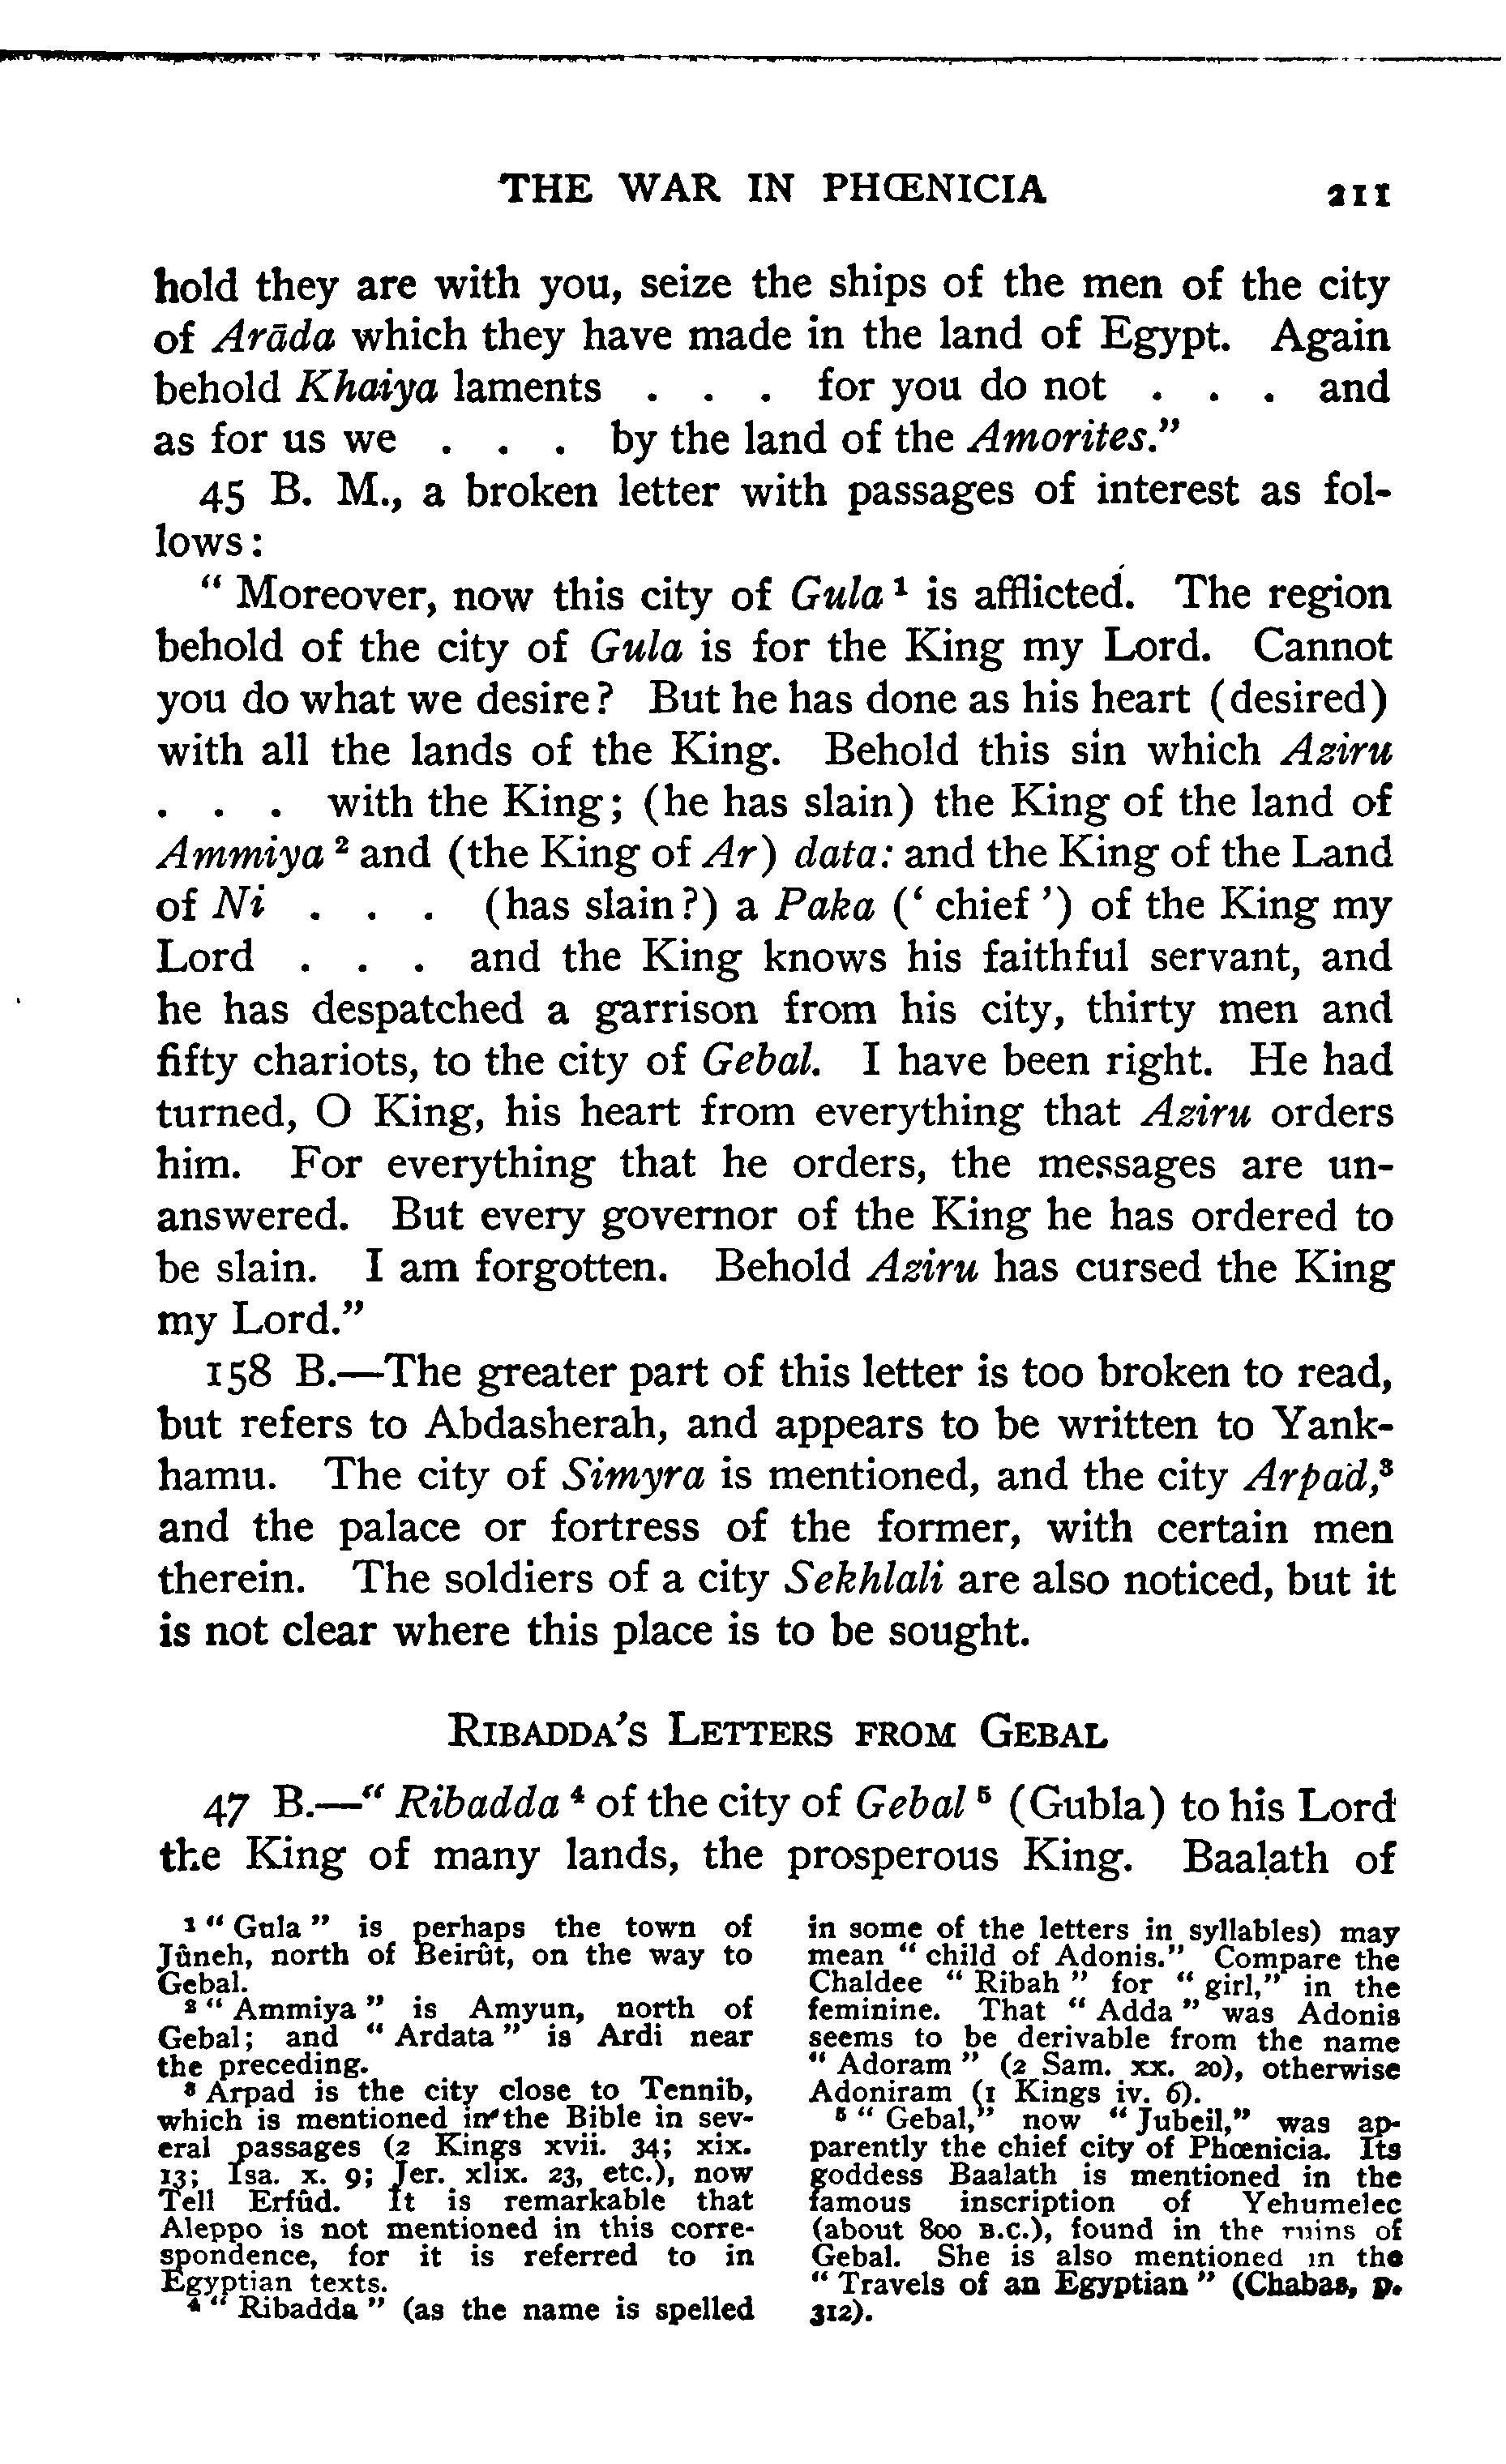 THE WAR IN PHŒNICIA 211
hold they are with you, seize the ships of the men of the city
of Arāda which they have made in the land of Egypt. Again
behold Khaiya laments . . . for you do not . . . and
as for us we . . . by the land of the Amorites."
45 B. M., a broken letter with passages of interest as fol-
lows:
" Moreover, now this city of Gula ¹ is afflicted. The region
behold of the city of Gula is for the King my Lord. Cannot
you do what we desire? But he has done as his heart (desired)
with all the lands of the King. Behold this sin which Aziru
. . . with the King; (he has slain) the King of the land of
Ammiya ² and (the King of Ar) data: and the King of the Land
of Ni . . . (has slain?) a Paka (' chief ') of the King my
Lord . . . and the King knows his faithful servant, and
he has despatched a garrison from his city, thirty men and
fifty chariots, to the city of Gebal. I have been right. He had
turned, O King, his heart from everything that Aziru orders
him. For everything that he orders, the messages are un-
answered. But every governor of the King he has ordered to
be slain. I am forgotten. Behold Aziru has cursed the King
my Lord."
158 B.—The greater part of this letter is too broken to read,
but refers to Abdasherah, and appears to be written to Yank-
hamu. The city of Simyra is mentioned, and the city Arpad,³
and the palace or fortress of the former, with certain men
therein. The soldiers of a city Sekhlali are also noticed, but it
is not clear where this place is to be sought.
RIBADDA'S LETTERS FROM GEBAL
47 B.—" Ribadda ⁴ of the city of Gebal ⁵ (Gubla) to his Lord
the King of many lands, the prosperous King. Baalath of
¹ " Gula " is perhaps the town of
Jûneh, north of Beirût, on the way to
Gebal.
² " Ammiya " is Amyun, north of
Gebal; and " Ardata " is Ardi near
the preceding.
³ Arpad is the city close to Tennib,
which is mentioned in the Bible in sev-
eral passages (2 Kings xvii. 34; xix.
13; Isa. x. 9; Jer. xlix. 23, etc.), now
Tell Erfûd. It is remarkable that
Aleppo is not mentioned in this corre-
spondence, for it is referred to in
Egyptian texts.
⁴ " Ribadda " (as the name is spelled
in some of the letters in syllables) may
mean " child of Adonis." Compare the
Chaldee " Ribah " for " girl," in the
feminine. That " Adda " was Adonis
seems to be derivable from the name
" Adoram " (2 Sam. xx. 20), otherwise
Adoniram (1 Kings iv. 6).
⁵ " Gebal," now " Jubeil," was ap-
parently the chief city of Phœnicia. Its
goddess Baalath is mentioned in the
famous inscription of Yehumelec
(about 800 B.C.), found in the ruins of
Gebal. She is also mentioned in the
" Travels of an Egyptian " (Chabas, p.
312).